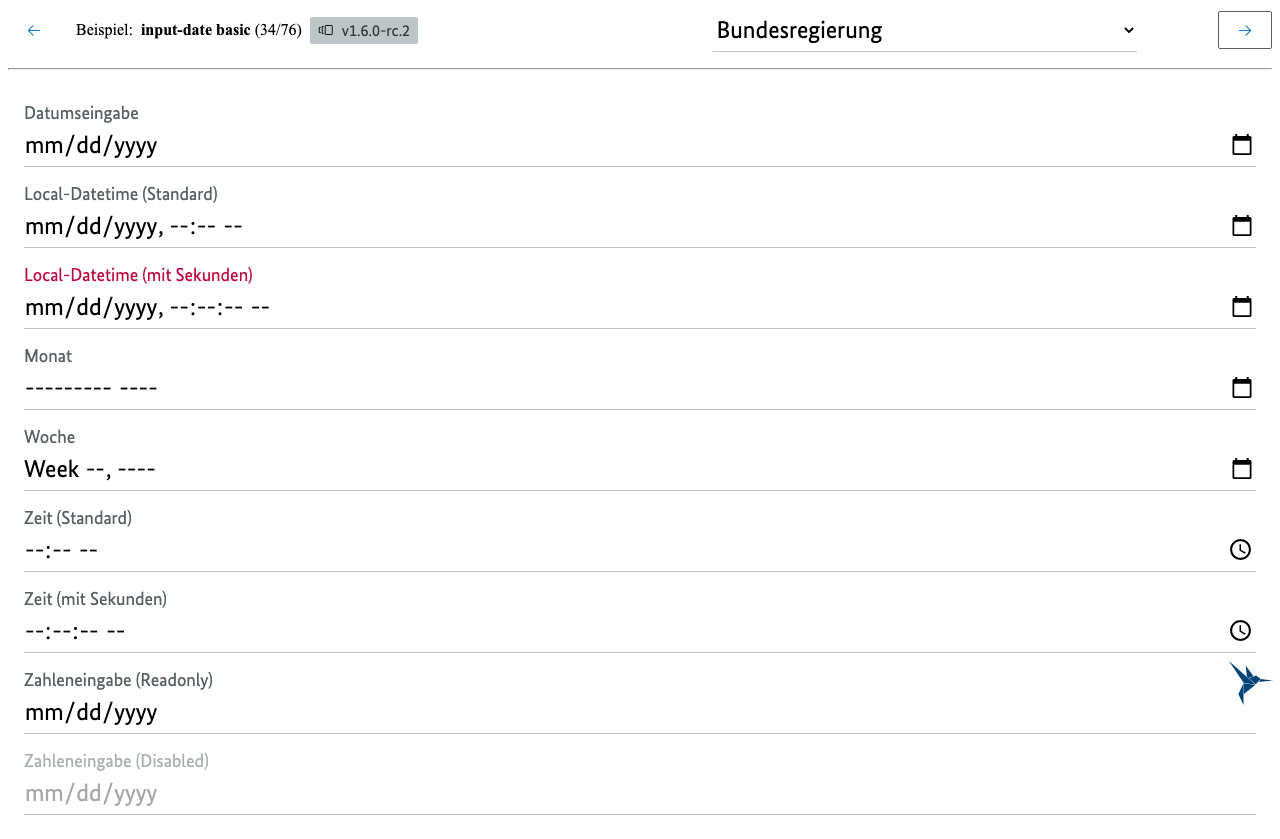 Beispiel: input-date basic (34/76) v1.6.0-rc.2 Bundesregierung
Datumseingabe
mm/dd/yyyy
Local-Datetime (Standard)
mm/dd/yyyy, --:-- --
Local-Datetime (mit Sekunden)
mm/dd/yyyy, --:--:-- --
Monat
--------- ----
Woche
Week --, ----
Zeit (Standard)
--:-- --
Zeit (mit Sekunden)
--:--:-- --
Zahleneingabe (Readonly)
mm/dd/yyyy
Zahleneingabe (Disabled)
mm/dd/yyyy